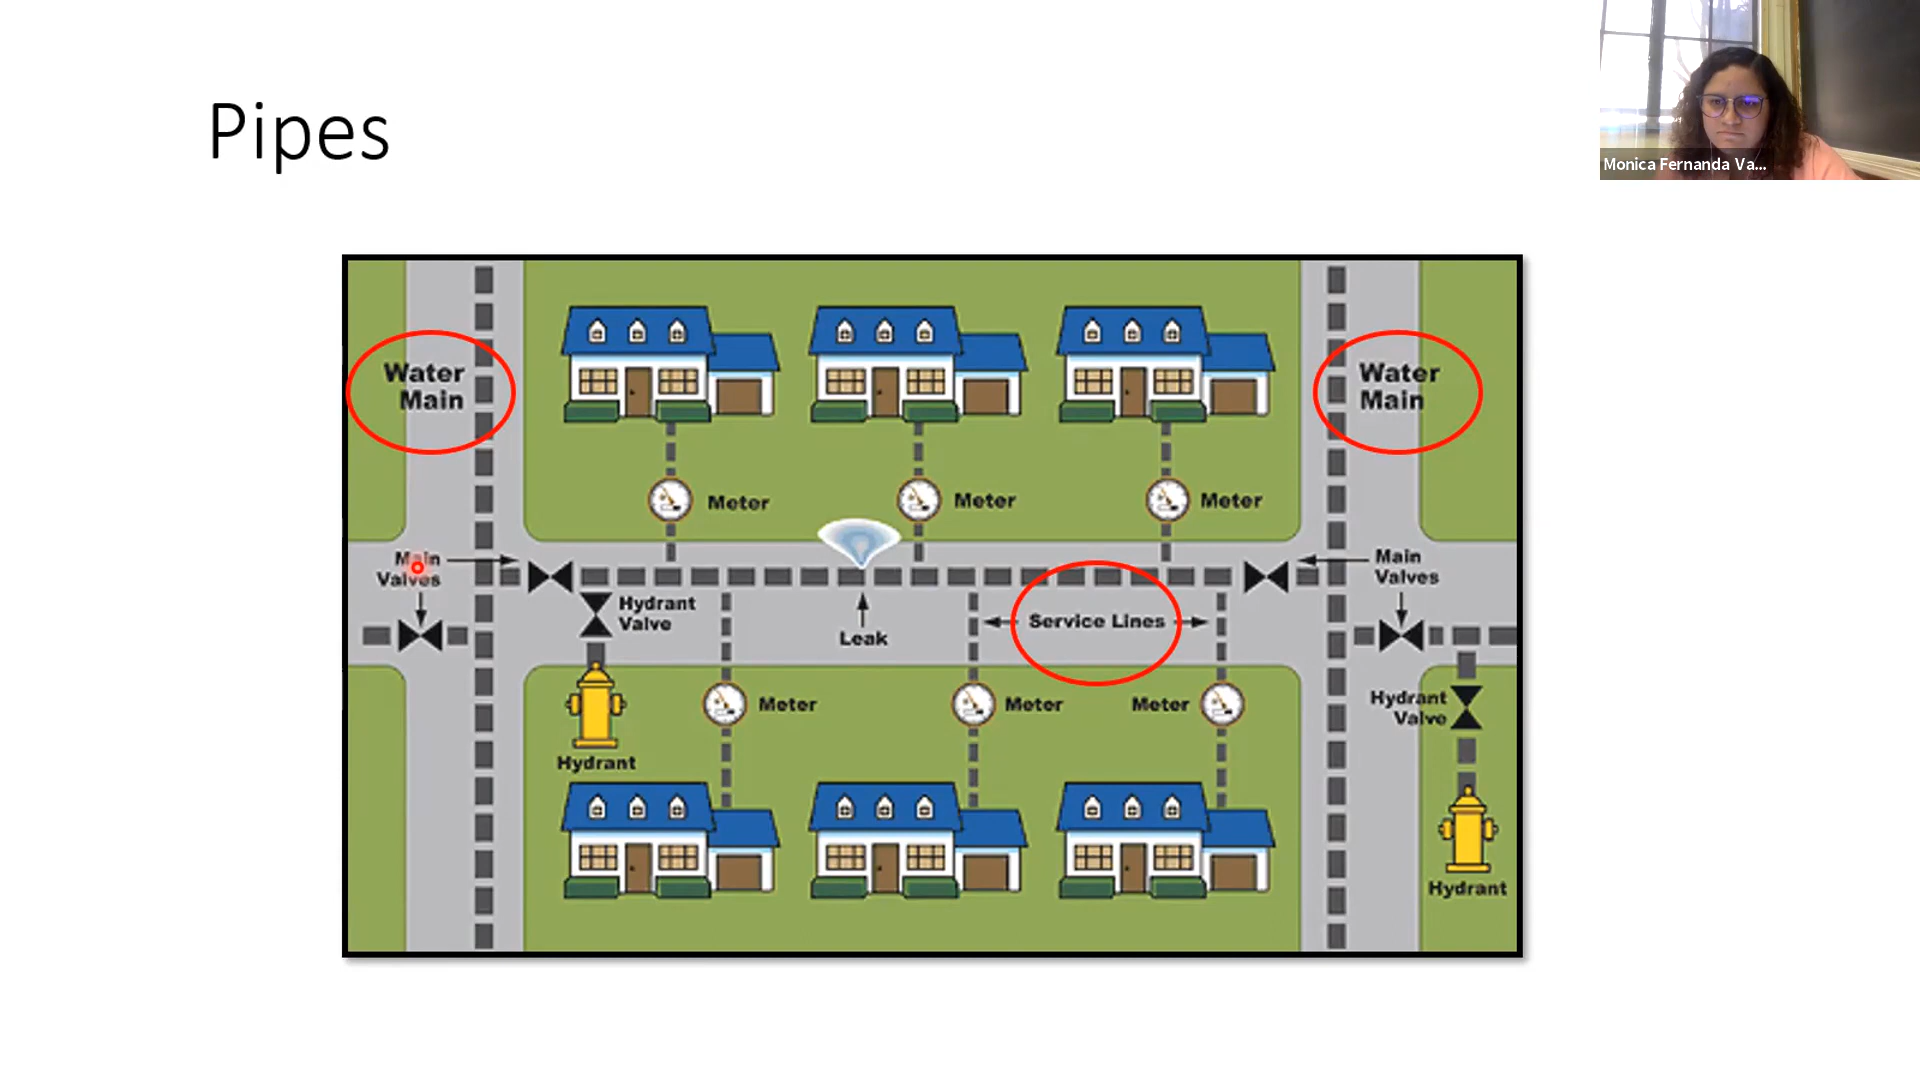 Pipes
Monica Fernanda Va...
Water
Main
Water
Main
Meter
Meter
Meter
Main
Valves
Main
Valves
Hydrant
Valve
Leak
Service Lines
Meter
Meter
Meter
Hydrant
Valve
Hydrant
Hydrant